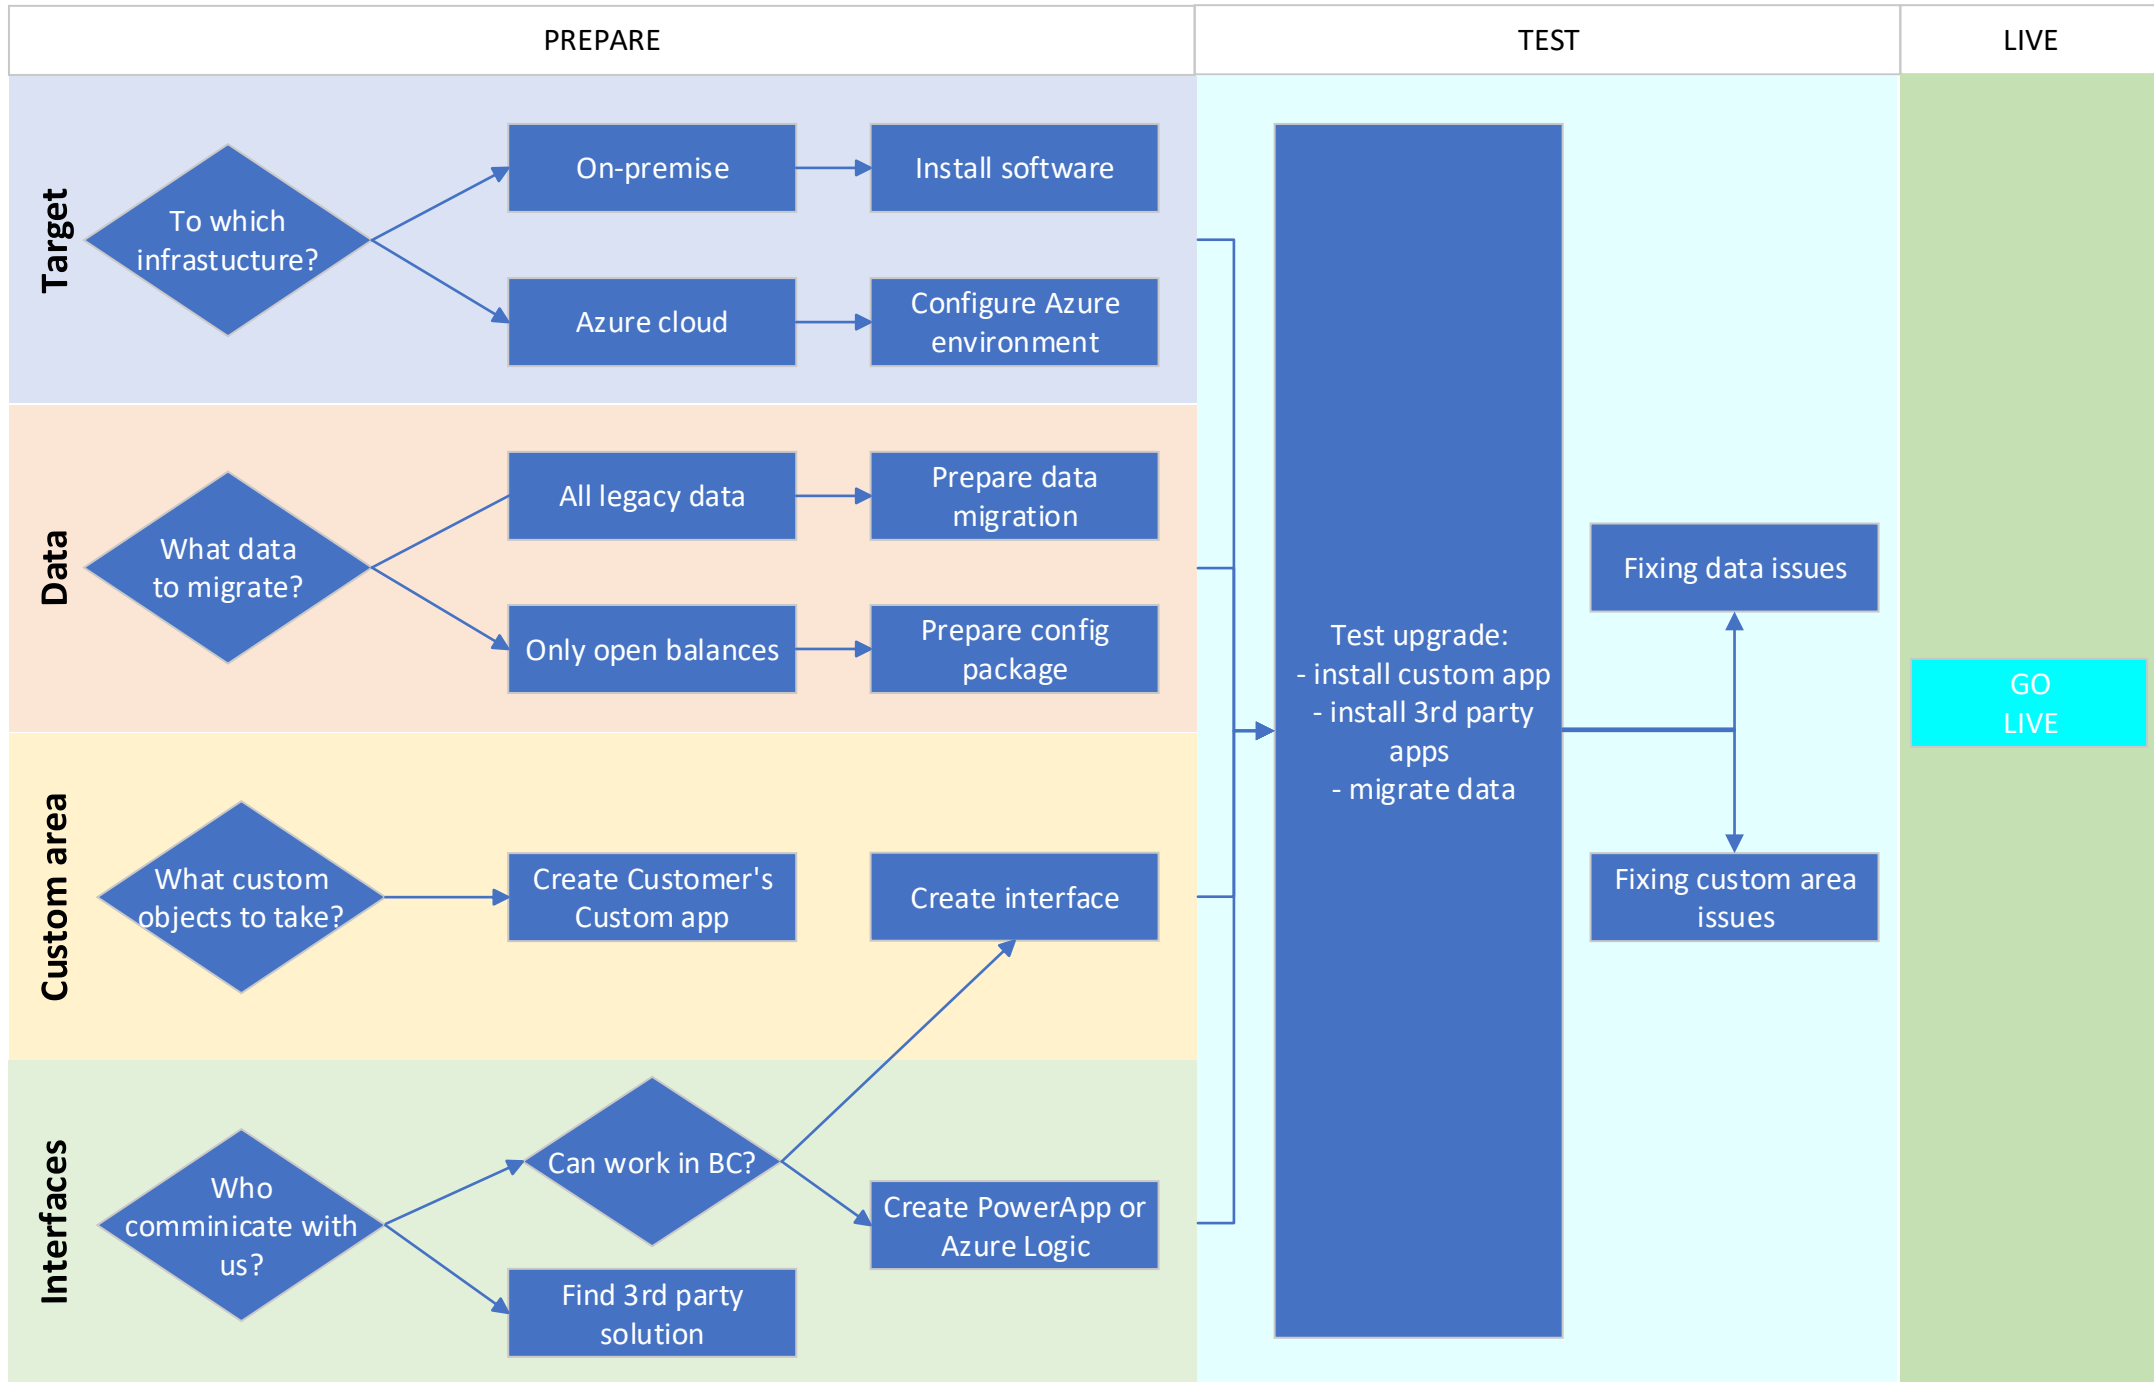 PREPARE
TEST
LIVE
Target
To which
infrastucture?
On-premise
Install software
Azure cloud
Configure Azure
environment
Data
What data
to migrate?
All legacy data
Prepare data
migration
Only open balances
Prepare config
package
Custom area
What custom
objects to take?
Create Customer's
Custom app
Create interface
Interfaces
Who
comminicate with
us?
Can work in BC?
Create PowerApp or
Azure Logic
Find 3rd party
solution
Test upgrade:
- install custom app
- install 3rd party
apps
- migrate data
Fixing data issues
Fixing custom area
issues
GO
LIVE